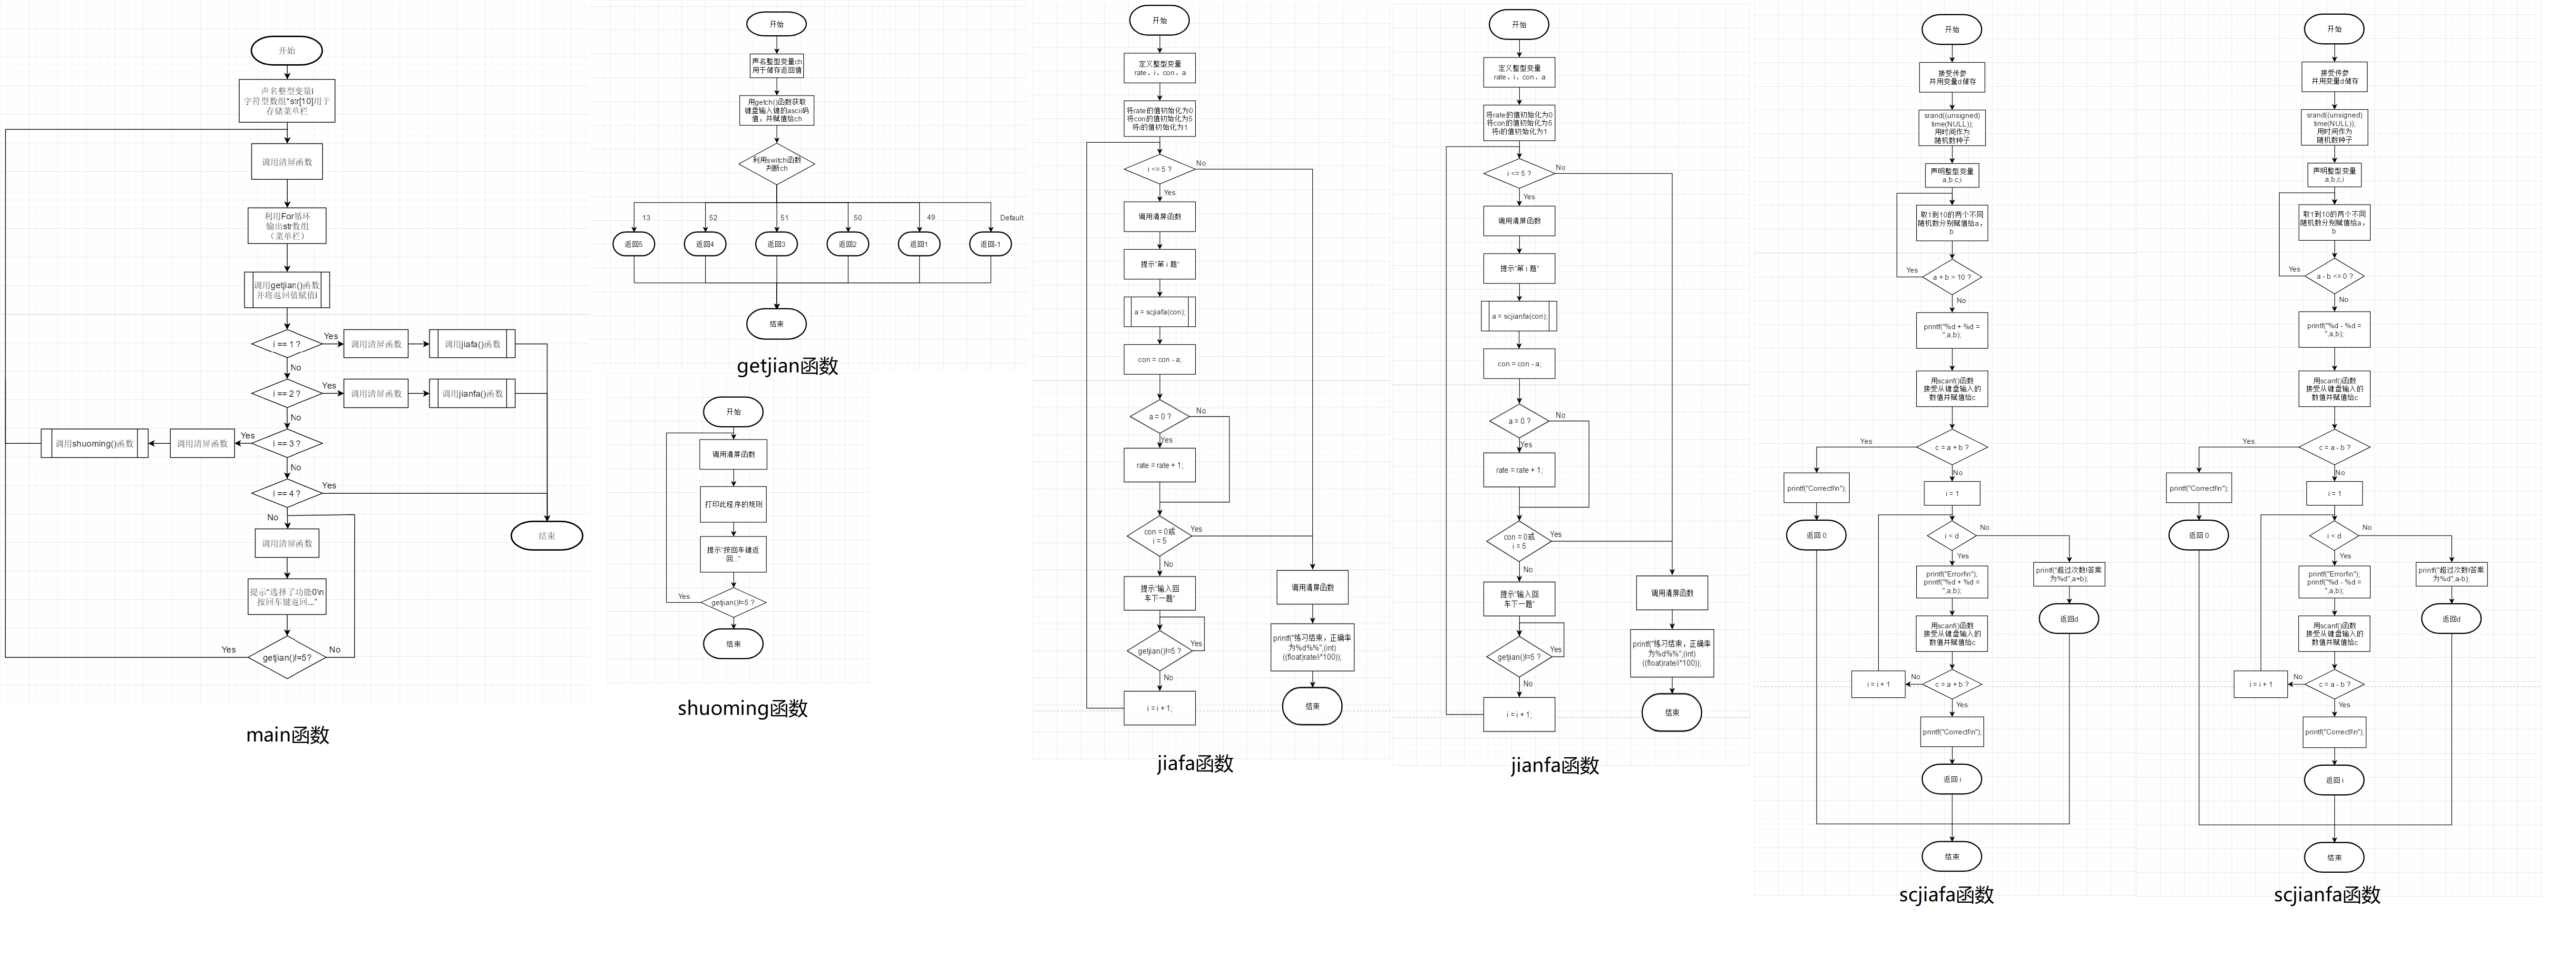 开始
声名整型变量i
字符型数组*str[10]用于
存储菜单栏
调用清屏函数
利用For循环
输出str数组
（菜单栏）
调用getjian()函数
并将返回值赋值i
i == 1 ?
Yes
调用清屏函数
调用jiafa()函数
No
i == 2 ?
Yes
调用清屏函数
调用jianfa()函数
No
i == 3 ?
Yes
调用清屏函数
调用shuoming()函数
No
i == 4 ?
Yes
结束
No
调用清屏函数
提示“选择了功能0\n
按回车键返回...”
getjian()!=5?
Yes
No
main函数
开始
声名整型变量ch
用于储存返回值
用getch()函数获取
键盘输入键的ascii码
值，并赋值给ch
利用switch函数
判断ch
13
52
51
50
49
Default
返回5
返回4
返回3
返回2
返回1
返回-1
结束
getjian函数
开始
调用清屏函数
打印此程序的规则
提示“按回车键返
回...”
getjian()!=5 ?
Yes
结束
shuoming函数
开始
定义整型变量
rate、i、con、a
将rate的值初始化为0
将con的值初始化为5
将i的值初始化为1
i <= 5 ?
No
Yes
调用清屏函数
提示“第 i 题”
a = scjiafa(con);
con = con - a;
a = 0 ?
No
Yes
rate = rate + 1;
con = 0或
i = 5
Yes
No
提示“输入回
车下一题”
getjian()!=5 ?
Yes
No
i = i + 1;
调用清屏函数
printf("练习结束，正确率
为%d%%",(int)
((float)rate/i*100));
结束
jiafa函数
开始
定义整型变量
rate、i、con、a
将rate的值初始化为0
将con的值初始化为5
将i的值初始化为1
i <= 5 ?
No
Yes
调用清屏函数
提示“第 i 题”
a = scjianfa(con);
con = con - a;
a = 0 ?
No
Yes
rate = rate + 1;
con = 0或
i = 5
Yes
No
提示“输入回
车下一题”
getjian()!=5 ?
Yes
No
i = i + 1;
调用清屏函数
printf("练习结束，正确率
为%d%%",(int)
((float)rate/i*100));
结束
jianfa函数
开始
接受传参
并用变量d储存
srand((unsigned)
time(NULL));
用时间作为
随机数种子
声明整型变量
a,b,c,i
取1到10的两个不同
随机数分别赋值给a，
b
a + b > 10 ?
Yes
No
printf("%d + %d =
",a,b);
用scanf()函数
接受从键盘输入的
数值并赋值给c
c = a + b ?
Yes
No
printf("Correct!\n");
返回 0
i = 1
i < d
No
Yes
printf("Error!\n");
printf("%d + %d =
",a,b);
printf("超过次数!答案
为%d",a+b);
返回d
用scanf()函数
接受从键盘输入的
数值并赋值给c
c = a + b ?
No
i = i + 1
Yes
printf("Correct!\n");
返回 i
结束
scjiafa函数
开始
接受传参
并用变量d储存
srand((unsigned)
time(NULL));
用时间作为
随机数种子
声明整型变量
a,b,c,i
取1到10的两个不同
随机数分别赋值给a，
b
a - b <= 0 ?
Yes
No
printf("%d - %d =
",a,b);
用scanf()函数
接受从键盘输入的
数值并赋值给c
c = a - b ?
Yes
No
printf("Correct!\n");
返回 0
i = 1
i < d
No
Yes
printf("Error!\n");
printf("%d - %d =
",a,b);
printf("超过次数!答案
为%d",a-b);
返回d
用scanf()函数
接受从键盘输入的
数值并赋值给c
c = a - b ?
No
i = i + 1
Yes
printf("Correct!\n");
返回 i
结束
scjianfa函数